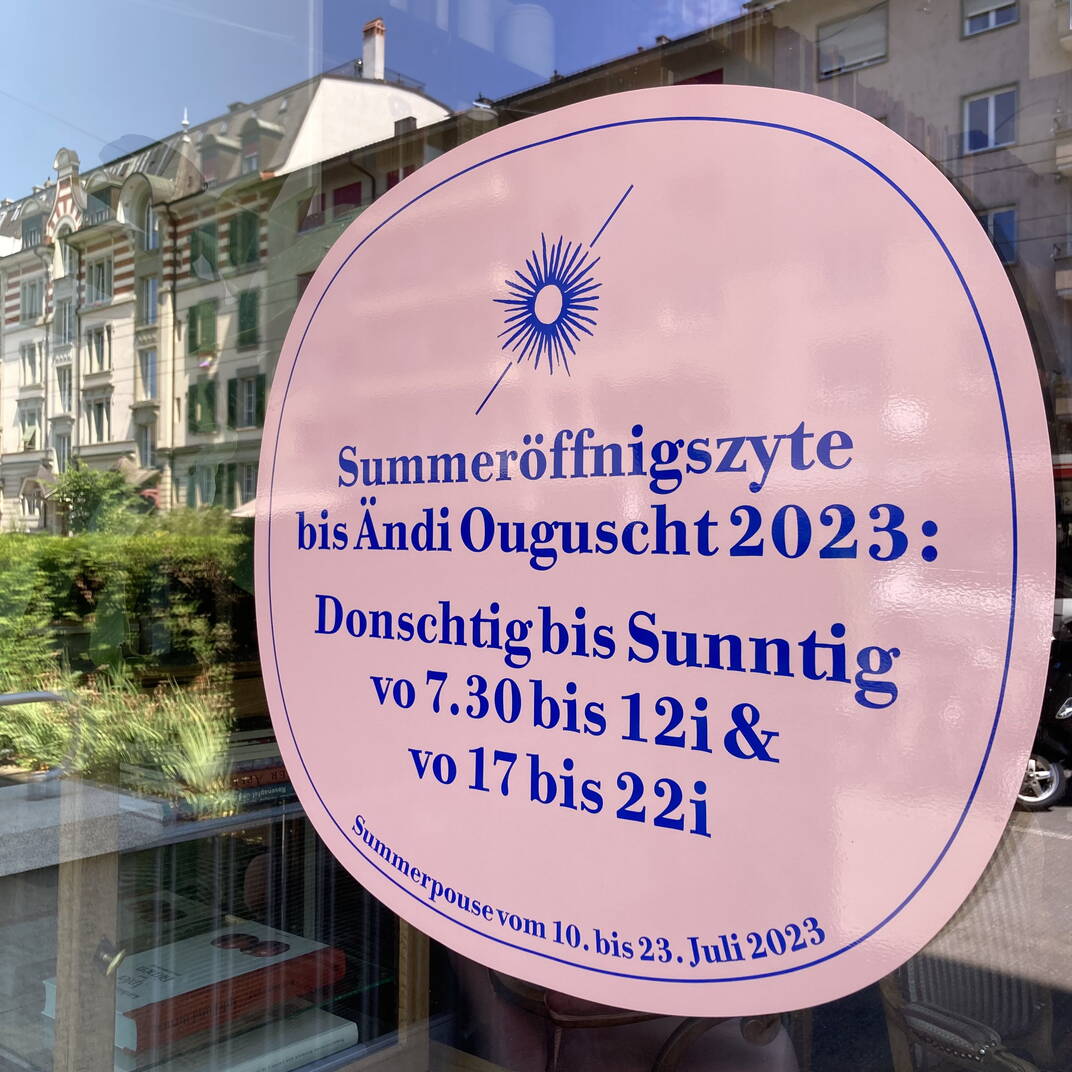 Summeröffnigszyte
bis Ändi Ouguscht 2023:
Donschtig bis Sunntig
vo 7.30 bis 12i &
vo 17 bis 22i
Summerpouse vom 10. bis 23. Juli 2023